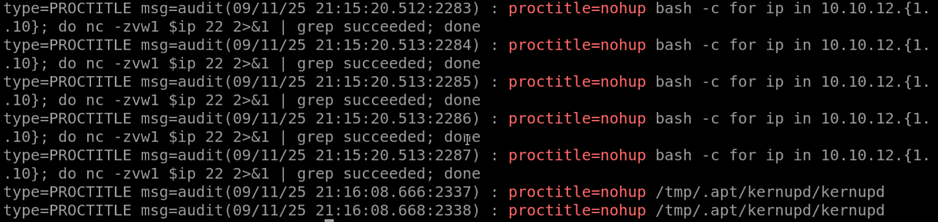 type=PROCTITLE msg=audit(09/11/25 21:15:20.512:2283) : proctitle=nohup bash -c for ip in 10.10.12.{1.
.10}; do nc -zvw1 $ip 22 2>&1 | grep succeeded; done
type=PROCTITLE msg=audit(09/11/25 21:15:20.513:2284) : proctitle=nohup bash -c for ip in 10.10.12.{1.
.10}; do nc -zvw1 $ip 22 2>&1 | grep succeeded; done
type=PROCTITLE msg=audit(09/11/25 21:15:20.513:2285) : proctitle=nohup bash -c for ip in 10.10.12.{1.
.10}; do nc -zvw1 $ip 22 2>&1 | grep succeeded; done
type=PROCTITLE msg=audit(09/11/25 21:15:20.513:2286) : proctitle=nohup bash -c for ip in 10.10.12.{1.
.10}; do nc -zvw1 $ip 22 2>&1 | grep succeeded; done
type=PROCTITLE msg=audit(09/11/25 21:15:20.513:2287) : proctitle=nohup bash -c for ip in 10.10.12.{1.
.10}; do nc -zvw1 $ip 22 2>&1 | grep succeeded; done
type=PROCTITLE msg=audit(09/11/25 21:16:08.666:2337) : proctitle=nohup /tmp/.apt/kernupd/kernupd
type=PROCTITLE msg=audit(09/11/25 21:16:08.668:2338) : proctitle=nohup /tmp/.apt/kernupd/kernupd